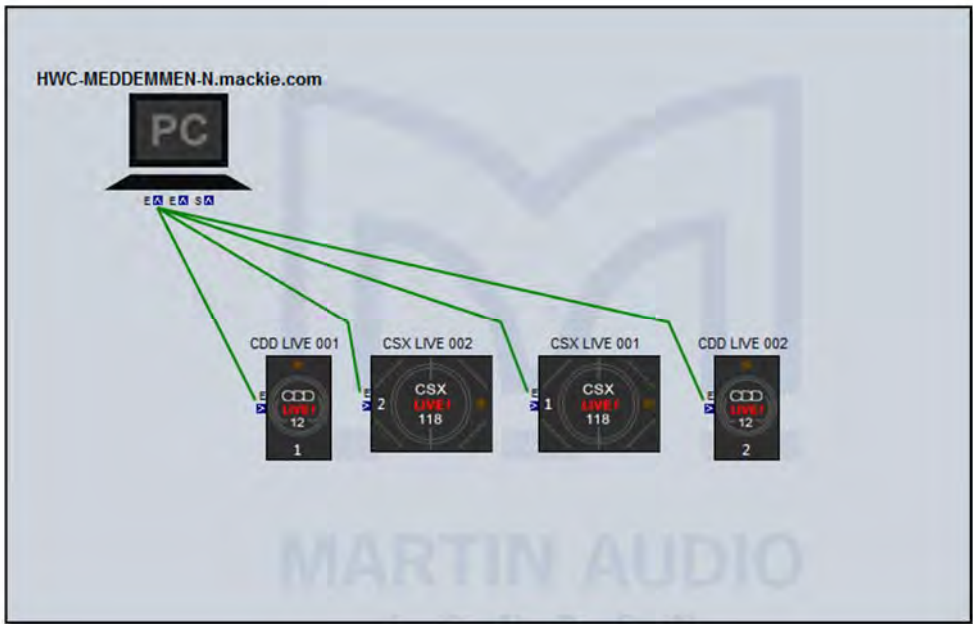 HWC-MEDDEMMEN-N.mackie.com
PC
E E S
CDD LIVE 001
CSX LIVE 002
CSX LIVE 001
CDD LIVE 002
E
CDD
LIVE!
12
1
E
2
CSX
LIVE!
118
E
1
CSX
LIVE!
118
E
CDD
LIVE!
12
2
MARTIN AUDIO